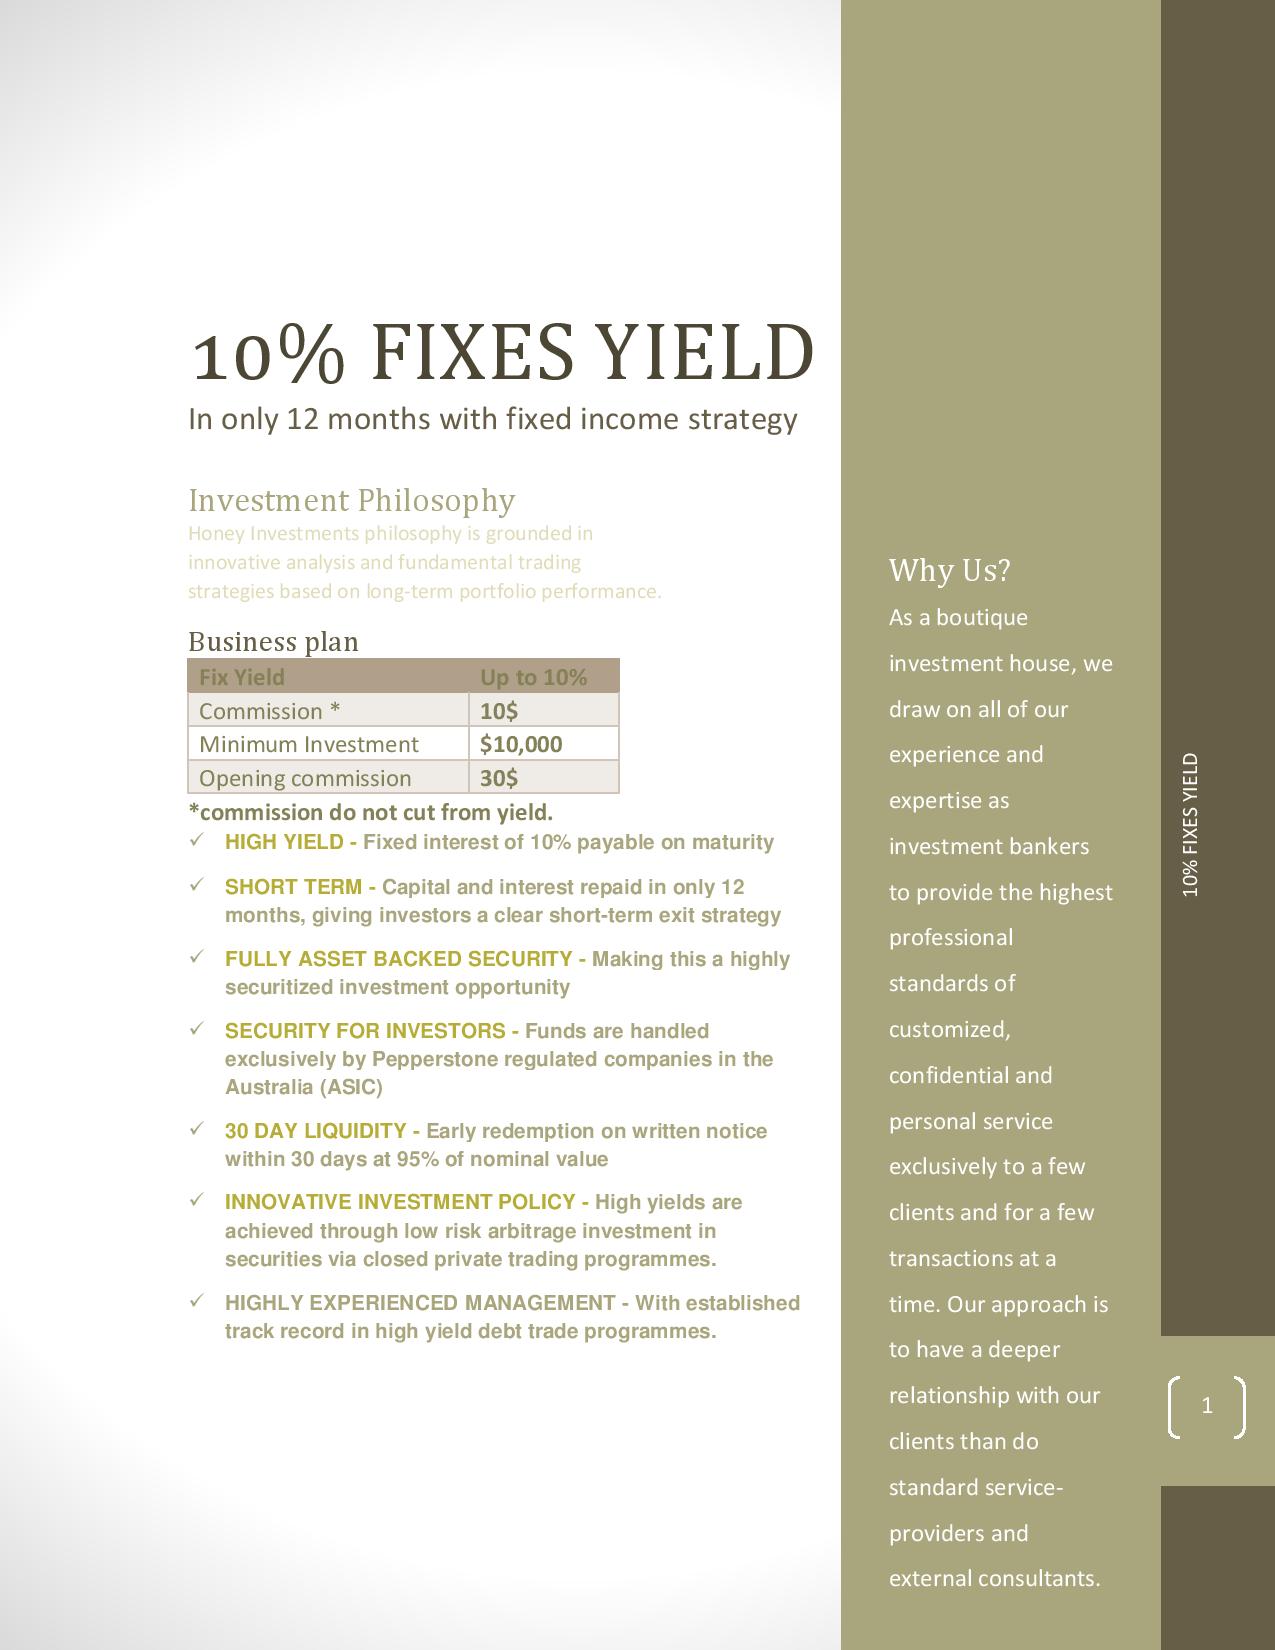 10% FIXES YIELD
In only 12 months with fixed income strategy
Investment Philosophy
Honey Investments philosophy is grounded in
innovative analysis and fundamental trading
strategies based on long-term portfolio performance.
Business plan
Fix Yield Up to 10%
Commission * 10$
Minimum Investment $10,000
Opening commission 30$
*commission do not cut from yield.
✓ HIGH YIELD - Fixed interest of 10% payable on maturity
✓ SHORT TERM - Capital and interest repaid in only 12
months, giving investors a clear short-term exit strategy
✓ FULLY ASSET BACKED SECURITY - Making this a highly
securitized investment opportunity
✓ SECURITY FOR INVESTORS - Funds are handled
exclusively by Pepperstone regulated companies in the
Australia (ASIC)
✓ 30 DAY LIQUIDITY - Early redemption on written notice
within 30 days at 95% of nominal value
✓ INNOVATIVE INVESTMENT POLICY - High yields are
achieved through low risk arbitrage investment in
securities via closed private trading programmes.
✓ HIGHLY EXPERIENCED MANAGEMENT - With established
track record in high yield debt trade programmes.
Why Us?
As a boutique
investment house, we
draw on all of our
experience and
expertise as
investment bankers
to provide the highest
professional
standards of
customized,
confidential and
personal service
exclusively to a few
clients and for a few
transactions at a
time. Our approach is
to have a deeper
relationship with our
clients than do
standard service-
providers and
external consultants.
10% FIXES YIELD
1